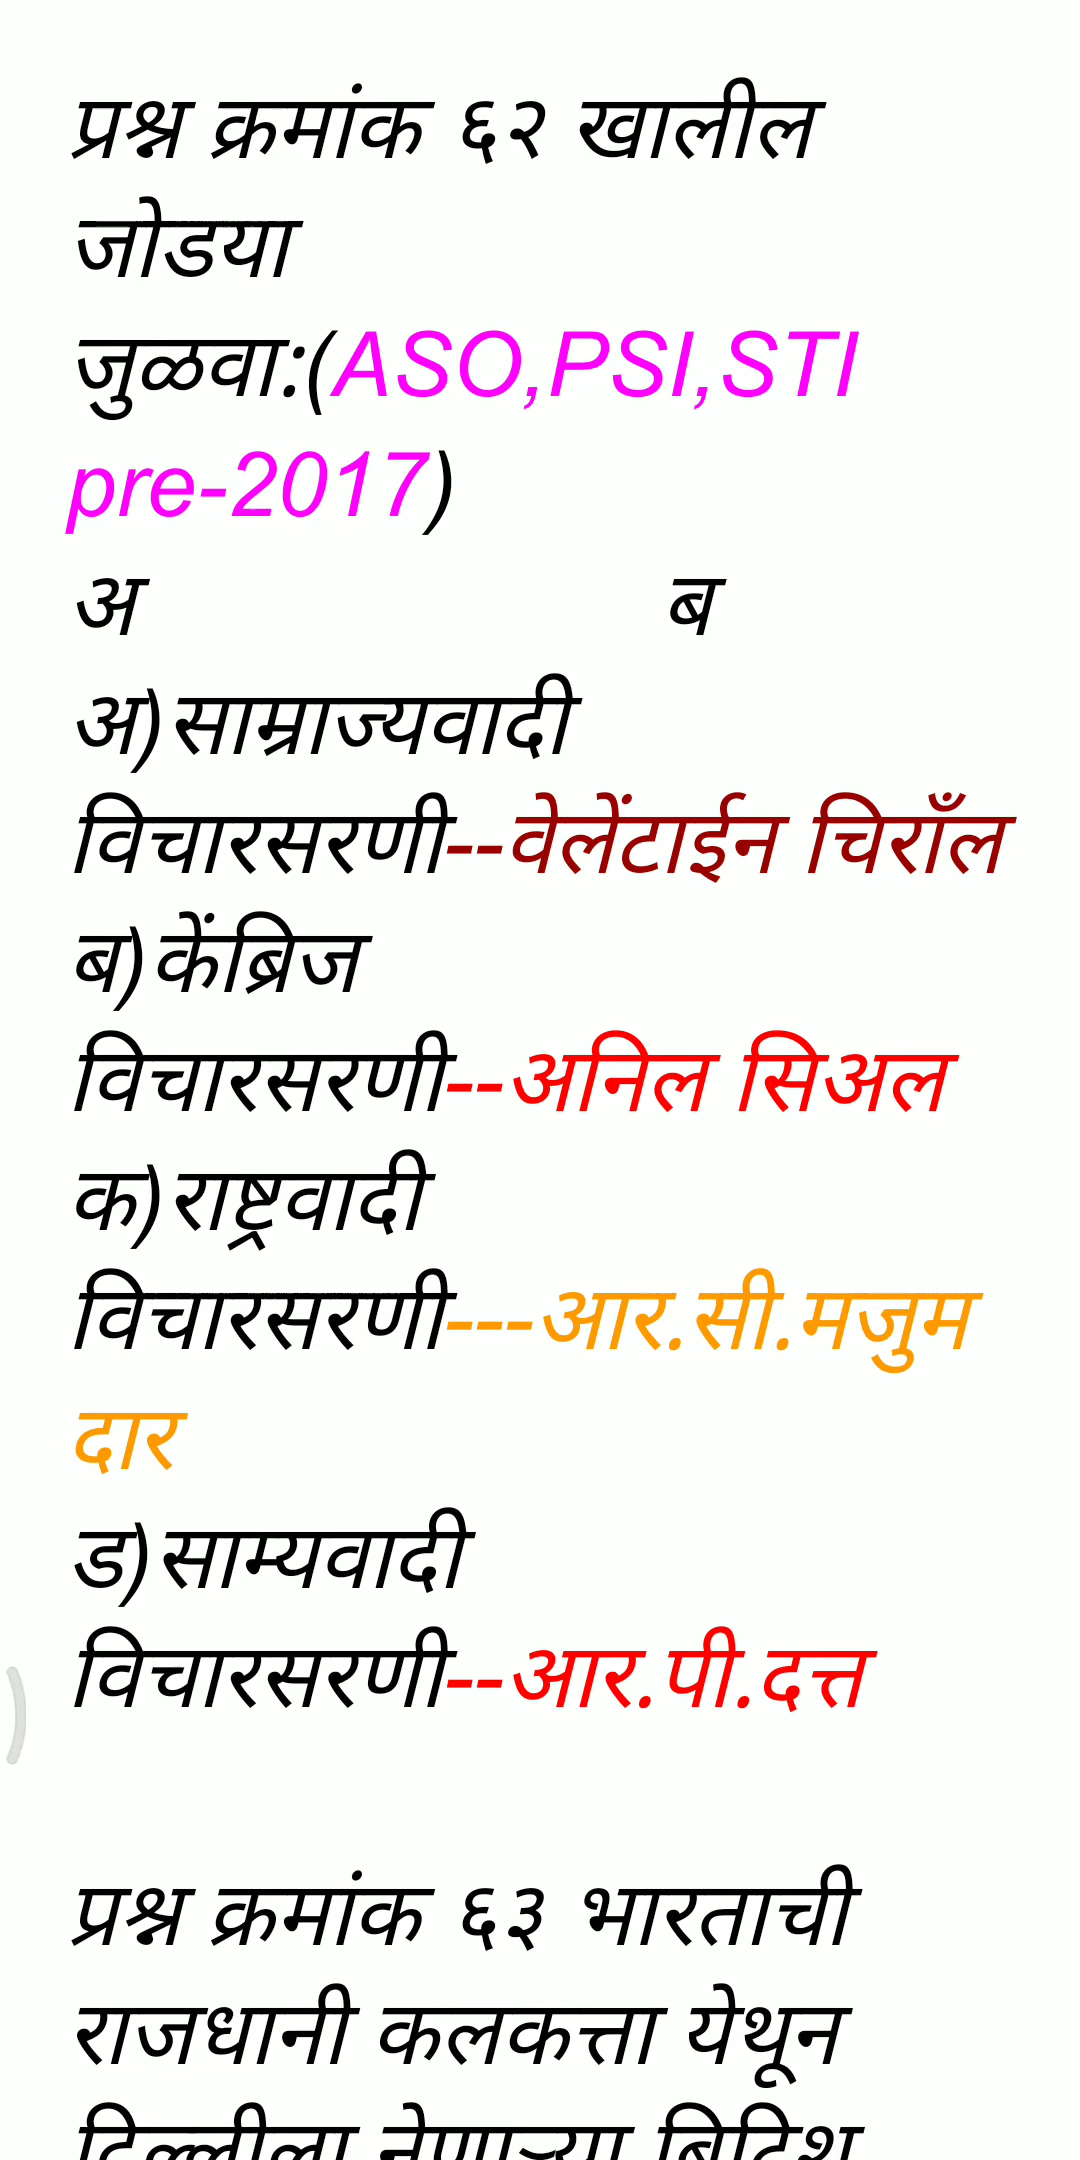 प्रश्न क्रमांक ६२ खालील
जोडया
जुळवा:(ASO,PSI,STI
pre-2017)
अ ब
अ)साम्राज्यवादी
विचारसरणी--वेलेंटाईन चिराँल
ब)केंब्रिज
विचारसरणी--अनिल सिअल
क)राष्ट्रवादी
विचारसरणी---आर.सी.मजुम
दार
ड)साम्यवादी
विचारसरणी--आर.पी.दत्त
प्रश्न क्रमांक ६३ भारताची
राजधानी कलकत्ता येथून
दिल्लीला नेणाऱ्या ब्रिटिश